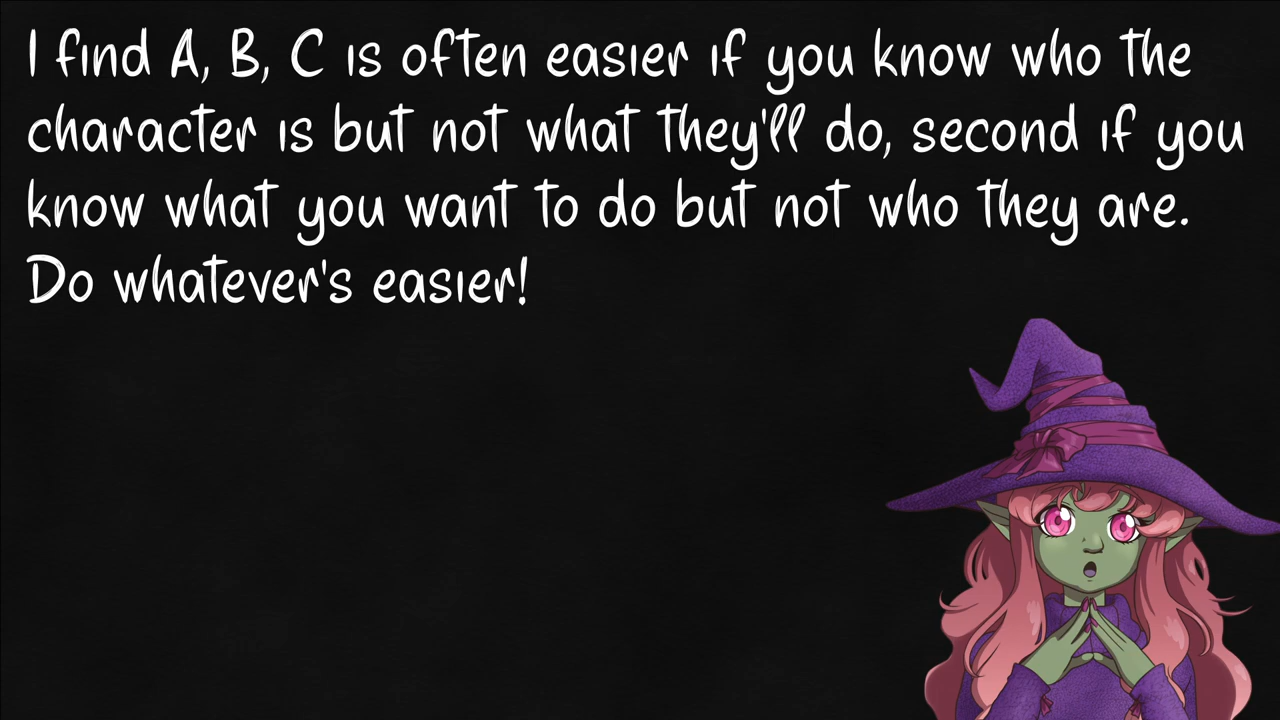 I find A, B, C is often easier if you know who the
character is but not what they'll do, second if you
know what you want to do but not who they are.
Do whatever's easier!